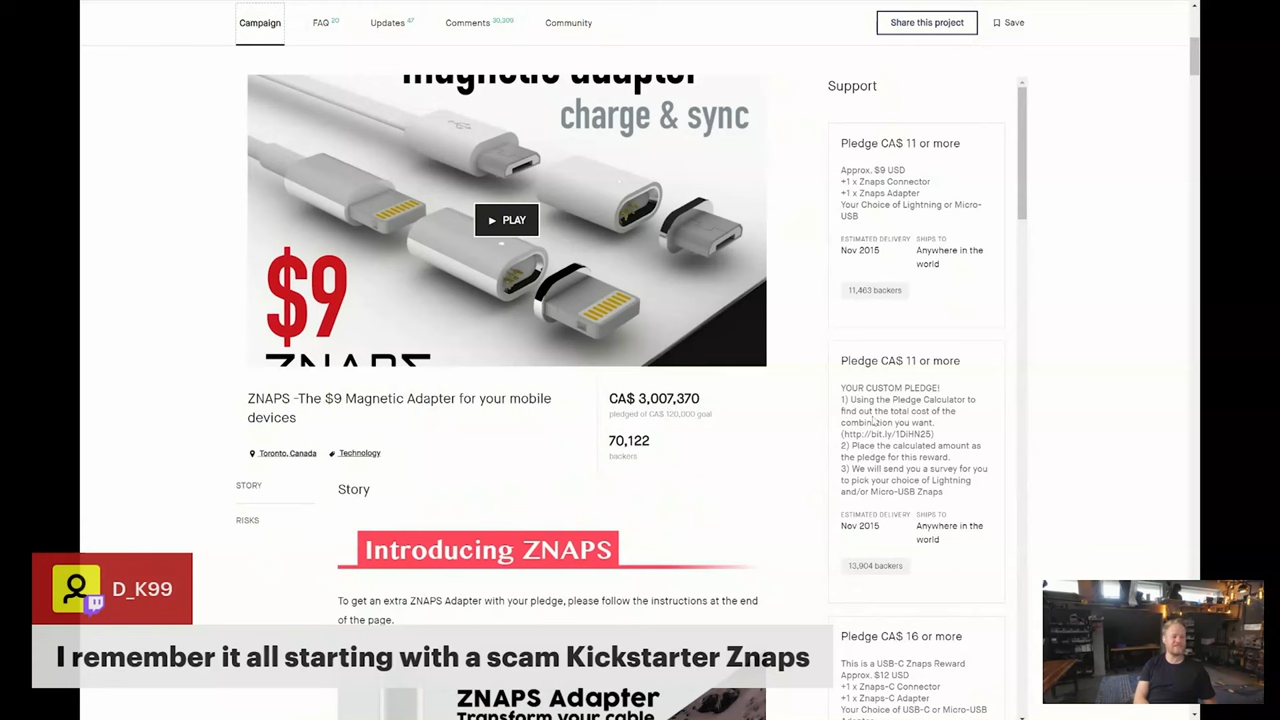 Campaign
FAQ 20
Updates 47
Comments 30,309
Community
Share this project
Save
magnetic adapter
charge & sync
PLAY
$9
ZNAPS
ZNAPS -The $9 Magnetic Adapter for your mobile
devices
Toronto, Canada
Technology
CA$ 3,007,370
pledged of CA$ 120,000 goal
70,122
backers
STORY
RISKS
Story
Introducing ZNAPS
To get an extra ZNAPS Adapter with your pledge, please follow the instructions at the end
of the page.
ZNAPS Adapter
Transform your cable
Support
Pledge CA$ 11 or more
Approx. $9 USD
+1 x Znaps Connector
+1 x Znaps Adapter
Your Choice of Lightning or Micro-
USB
ESTIMATED DELIVERY
Nov 2015
SHIPS TO
Anywhere in the
world
11,463 backers
Pledge CA$ 11 or more
YOUR CUSTOM PLEDGE!
1) Using the Pledge Calculator to
find out the total cost of the
combination you want.
(http://bit.ly/1DiHN25)
2) Place the calculated amount as
the pledge for this reward.
3) We will send you a survey for you
to pick your choice of Lightning
and/or Micro-USB Znaps
ESTIMATED DELIVERY
Nov 2015
SHIPS TO
Anywhere in the
world
13,904 backers
Pledge CA$ 16 or more
This is a USB-C Znaps Reward
Approx. $12 USD
+1 x Znaps-C Connector
+1 x Znaps-C Adapter
Your Choice of USB-C or Micro-USB
D_K99
I remember it all starting with a scam Kickstarter Znaps